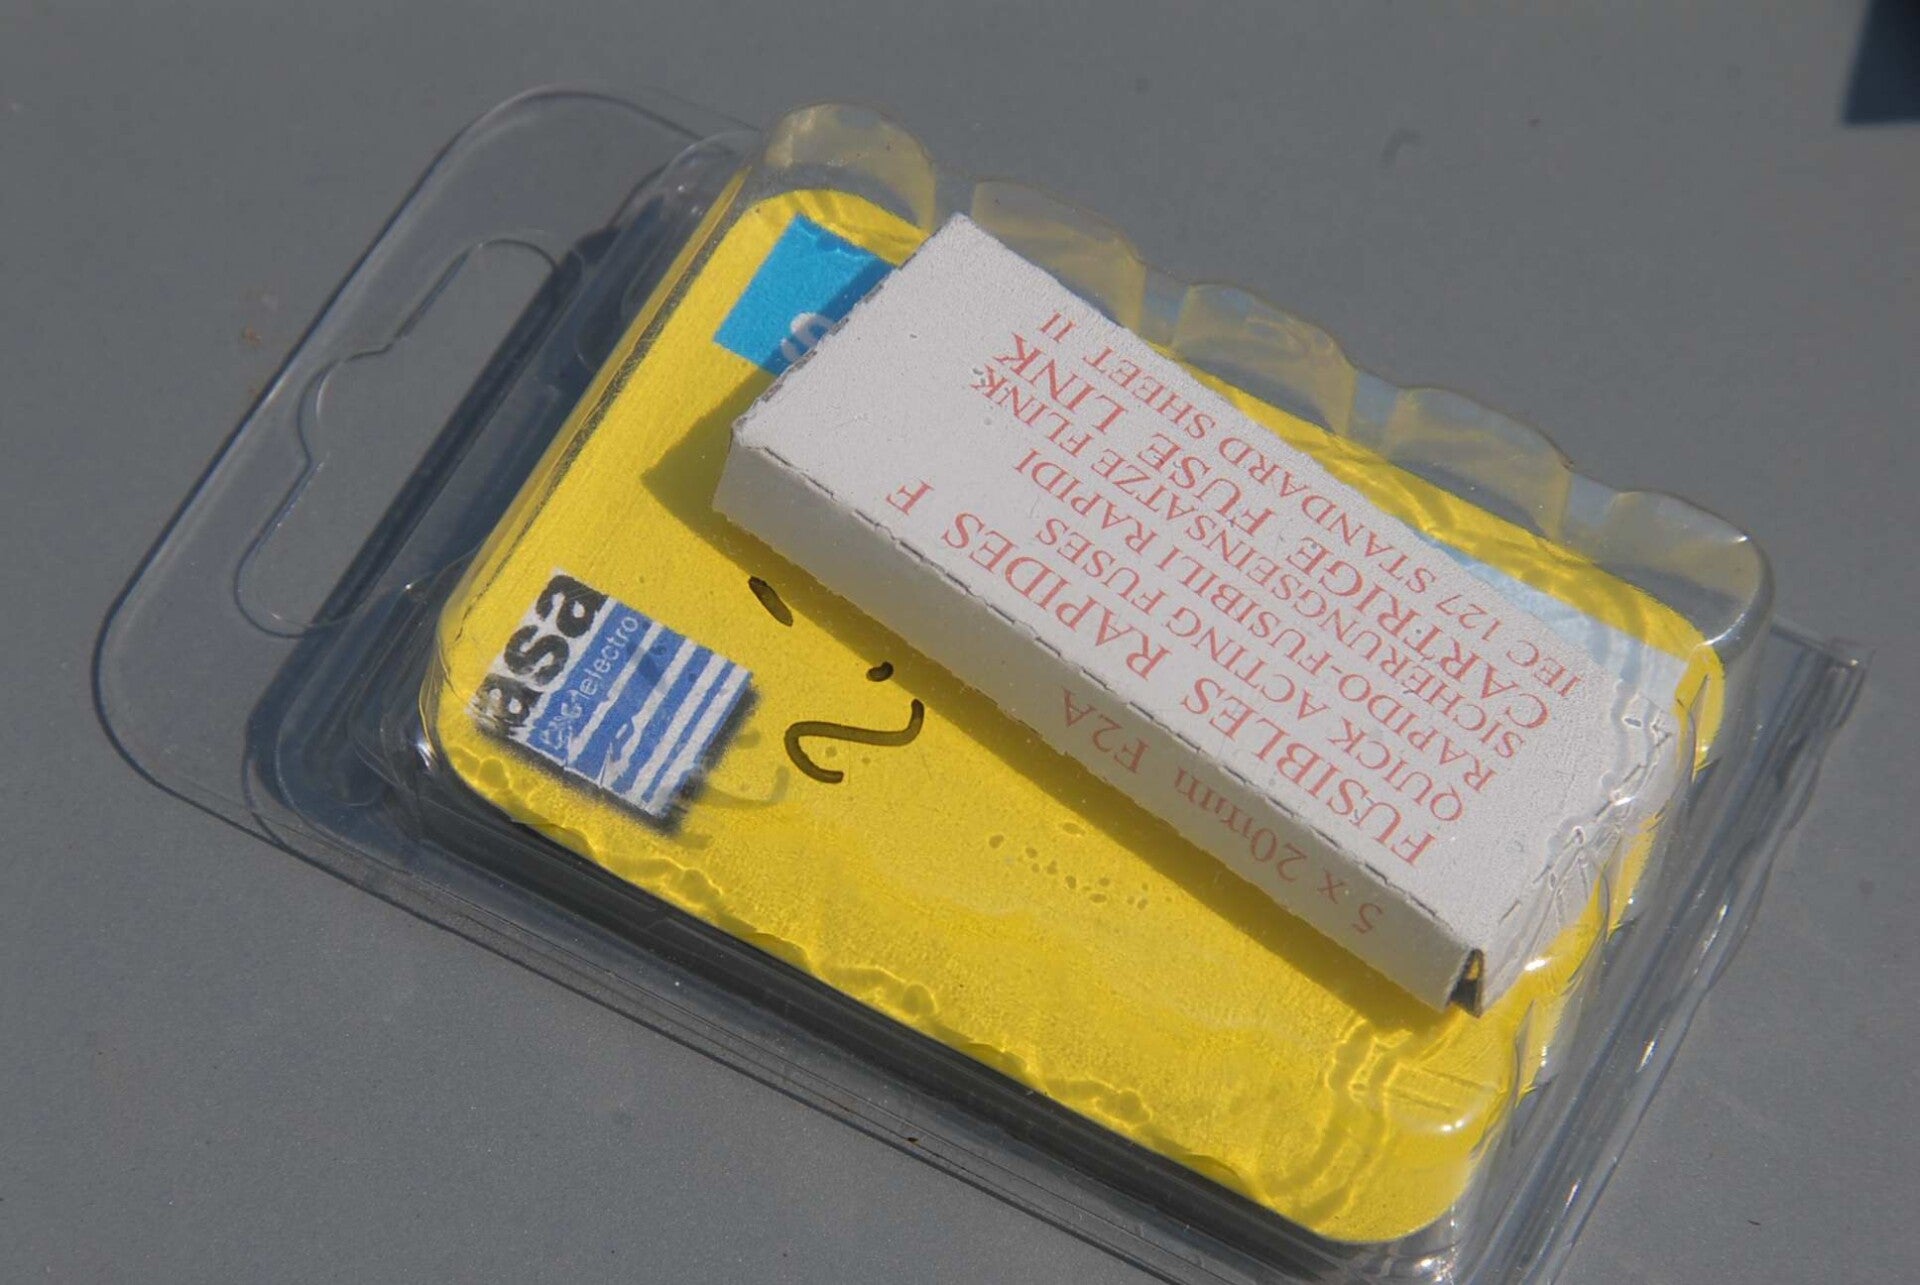 FUSIBLES RAPIDES F
QUICK ACTING FUSES
RAPIDO-FUSIBILI RAPIDI
SICHERUNGSEINSATZE FLINK
CARTRIGE FUSE LINK
IEC 127 STANDARD SHEET II
5 x 20mm F2A
asa
electro